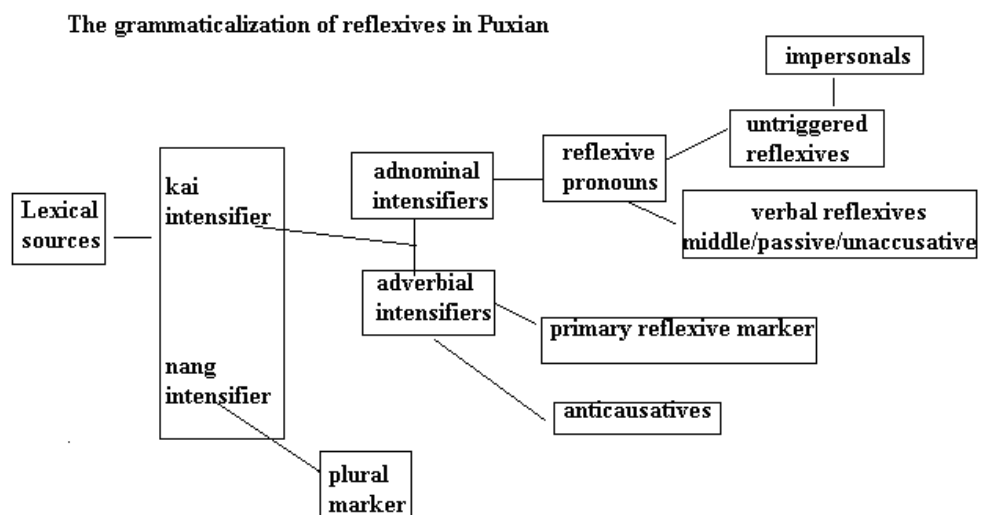 The grammaticalization of reflexives in Puxian
impersonals
untriggered
reflexives
reflexive
pronouns
adnominal
intensifiers
kai
intensifier
Lexical
sources
verbal reflexives
middle/passive/unaccusative
adverbial
intensifiers
primary reflexive marker
nang
intensifier
anticausatives
plural
marker